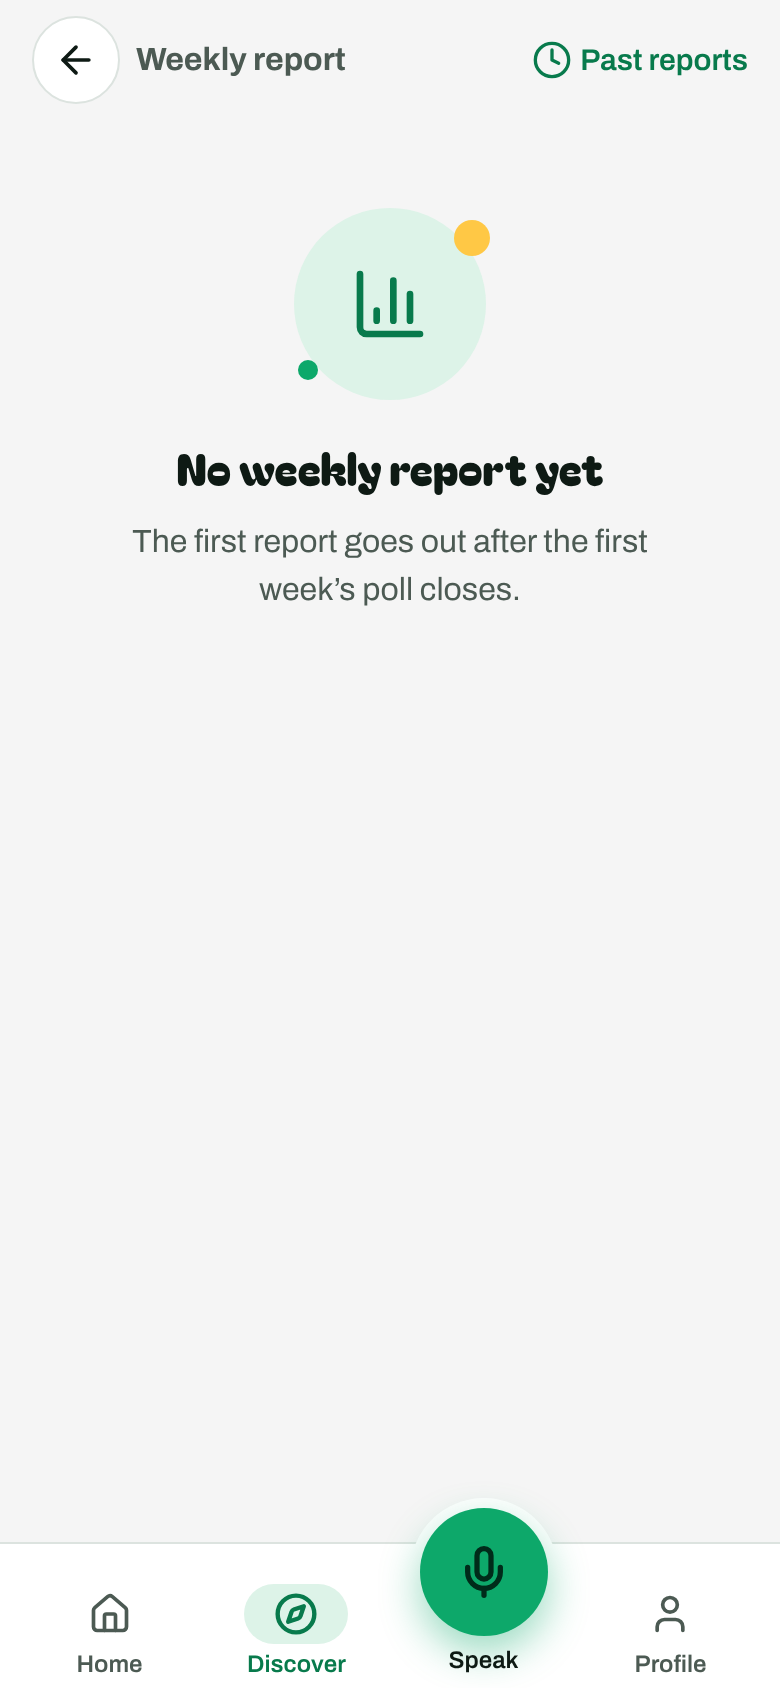 Weekly report
Past reports
No weekly report yet
The first report goes out after the first
week’s poll closes.
Home
Discover
Speak
Profile